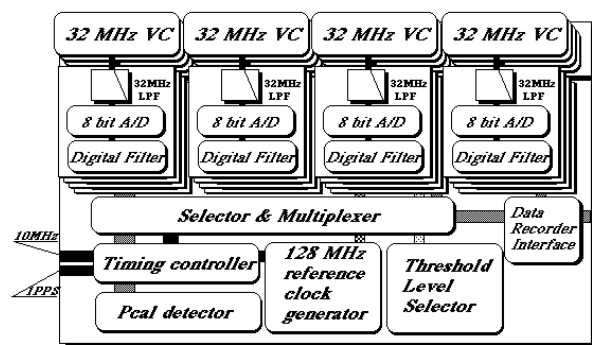 32 MHz VC 32 MHz VC 32 MHz VC 32 MHz VC
32MHz
LPF
32MHz
LPF
32MHz
LPF
32MHz
LPF
8 bit A/D 8 bit A/D 8 bit A/D 8 bit A/D
Digital Filter Digital Filter Digital Filter Digital Filter
Selector & Multiplexer
Data
Recorder
Interface
10MHz
1PPS
Timing controller
Pcal detector
128 MHz
reference
clock
generator
Threshold
Level
Selector